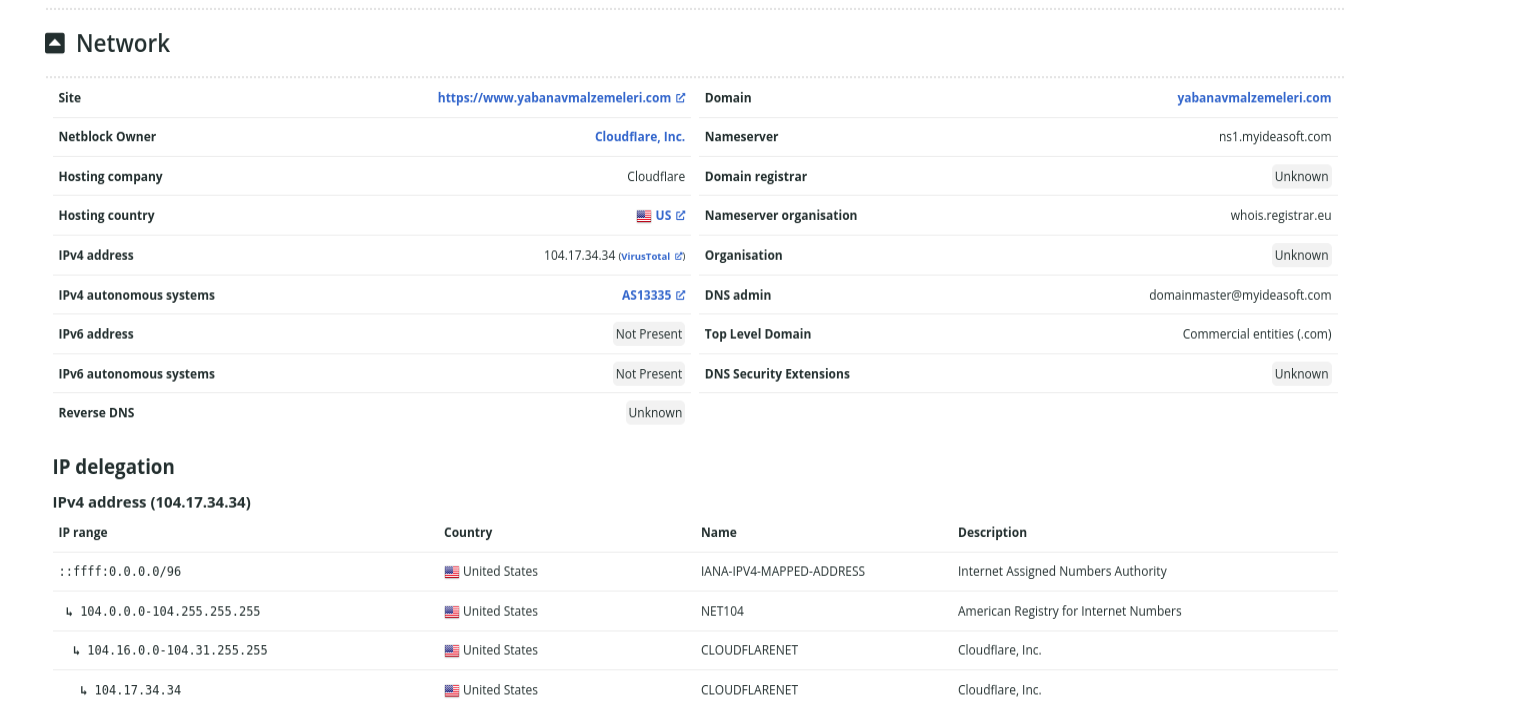 Network
Site https://www.yabanavmalzemeleri.com Domain yabanavmalzemeleri.com
Netblock Owner Cloudflare, Inc. Nameserver ns1.myideasoft.com
Hosting company Cloudflare Domain registrar Unknown
Hosting country US Nameserver organisation whois.registrar.eu
IPv4 address 104.17.34.34 (VirusTotal) Organisation Unknown
IPv4 autonomous systems AS13335 DNS admin domainmaster@myideasoft.com
IPv6 address Not Present Top Level Domain Commercial entities (.com)
IPv6 autonomous systems Not Present DNS Security Extensions Unknown
Reverse DNS Unknown
IP delegation
IPv4 address (104.17.34.34)
IP range Country Name Description
::ffff:0.0.0.0/96 United States IANA-IPV4-MAPPED-ADDRESS Internet Assigned Numbers Authority
↳ 104.0.0.0-104.255.255.255 United States NET104 American Registry for Internet Numbers
↳ 104.16.0.0-104.31.255.255 United States CLOUDFLARENET Cloudflare, Inc.
↳ 104.17.34.34 United States CLOUDFLARENET Cloudflare, Inc.